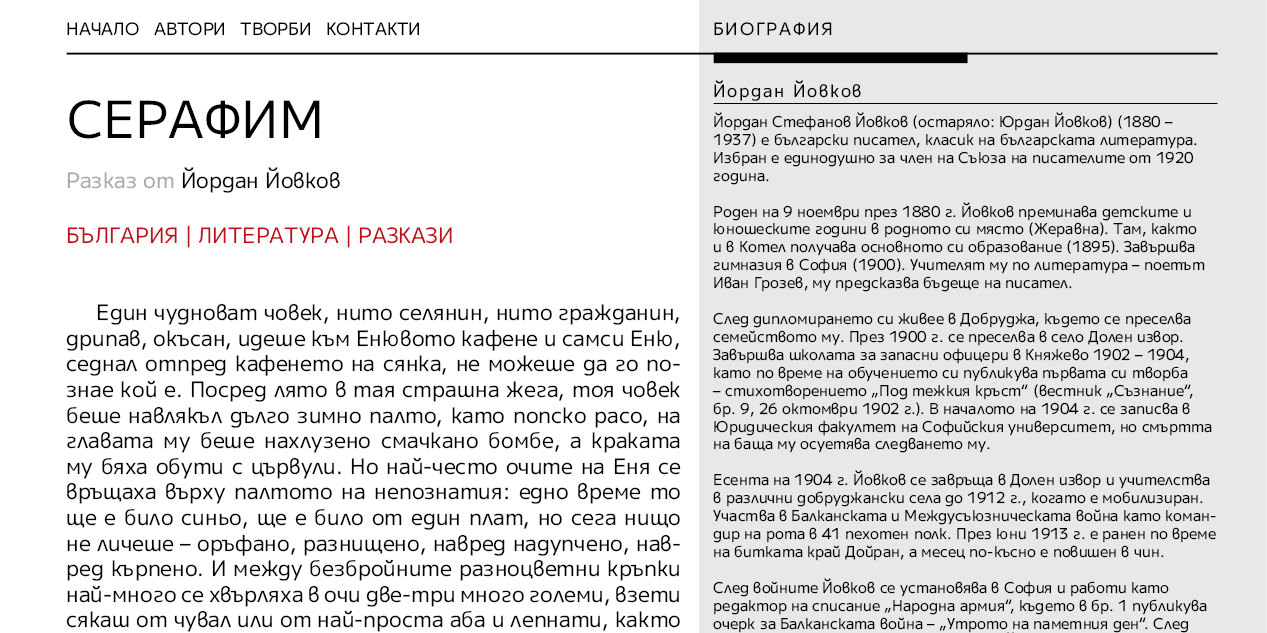 НАЧАЛО АВТОРИ ТВОРБИ КОНТАКТИ
СЕРАФИМ
Разказ от Йордан Йовков
БЪЛГАРИЯ | ЛИТЕРАТУРА | РАЗКАЗИ
Един чудноват човек, нито селянин, нито гражданин,
дрипав, окъсан, идеше към Енювото кафене и самси Еню,
седнал отпред кафенето на сянка, не можеше да го по-
знае кой е. Посред лято в тая страшна жега, тоя човек
беше навлякъл дълго зимно палто, като попско расо, на
главата му беше нахлузено смачкано бомбе, а краката
му бяха обути с цървули. Но най-често очите на Еня се
връщаха върху палтото на непознатия: едно време то
ще е било синьо, ще е било от един плат, но сега нищо
не личеше – оръфано, разнищено, навред надупчено, нав-
ред кърпено. И между безбройните разноцветни кръпки
най-много се хвърляха в очи две-три много големи, взети
сякаш от чувал или от най-проста аба и лепнати, както
БИОГРАФИЯ
Йордан Йовков
Йордан Стефанов Йовков (остаряло: Юрдан Йовков) (1880 –
1937) е български писател, класик на българската литература.
Избран е единодушно за член на Съюза на писателите от 1920
година.
Роден на 9 ноември през 1880 г. Йовков преминава детските и
юношеските години в родното си място (Жеравна). Там, както
и в Котел получава основното си образование (1895). Завършва
гимназия в София (1900). Учителят му по литература – поетът
Иван Грозев, му предсказва бъдеще на писател.
След дипломирането си живее в Добруджа, където се преселва
семейството му. През 1900 г. се преселва в село Долен извор.
Завършва школата за запасни офицери в Княжево 1902 – 1904,
като по време на обучението си публикува първата си творба
– стихотворението „Под тежкия кръст“ (вестник „Съзнание“,
бр. 9, 26 октомври 1902 г.). В началото на 1904 г. се записва в
Юридическия факултет на Софийския университет, но смъртта
на баща му осуетява следването му.
Есента на 1904 г. Йовков се завръща в Долен извор и учителства
в различни добруджански села до 1912 г., когато е мобилизиран.
Участва в Балканската и Междусъюзническата война като коман-
дир на рота в 41 пехотен полк. През юни 1913 г. е ранен по време
на битката край Дойран, а месец по-късно е повишен в чин.
След войните Йовков се установява в София и работи като
редактор на списание „Народна армия“, където в бр. 1 публикува
очерк за Балканската война – „Утрото на паметния ден“. След